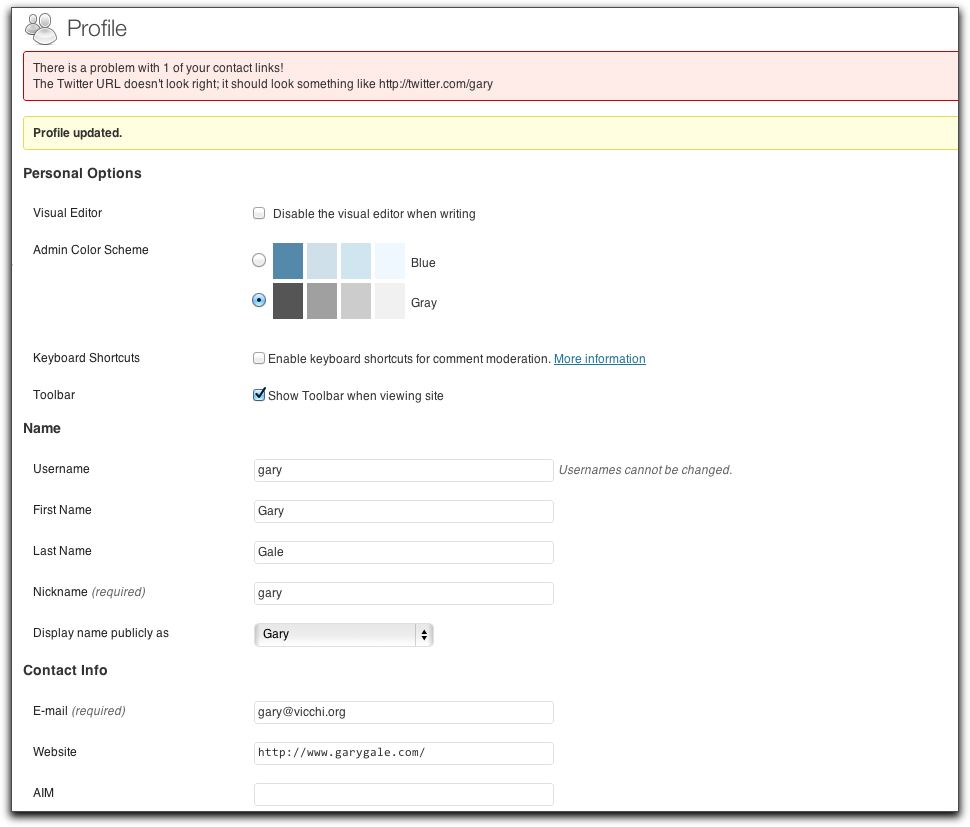 Profile
There is a problem with 1 of your contact links!
The Twitter URL doesn't look right; it should look something like http://twitter.com/gary
Profile updated.
Personal Options
Visual Editor Disable the visual editor when writing
Admin Color Scheme
Blue
Gray
Keyboard Shortcuts Enable keyboard shortcuts for comment moderation. More information
Toolbar Show Toolbar when viewing site
Name
Username gary Usernames cannot be changed.
First Name Gary
Last Name Gale
Nickname (required) gary
Display name publicly as Gary
Contact Info
E-mail (required) gary@vicchi.org
Website http://www.garygale.com/
AIM